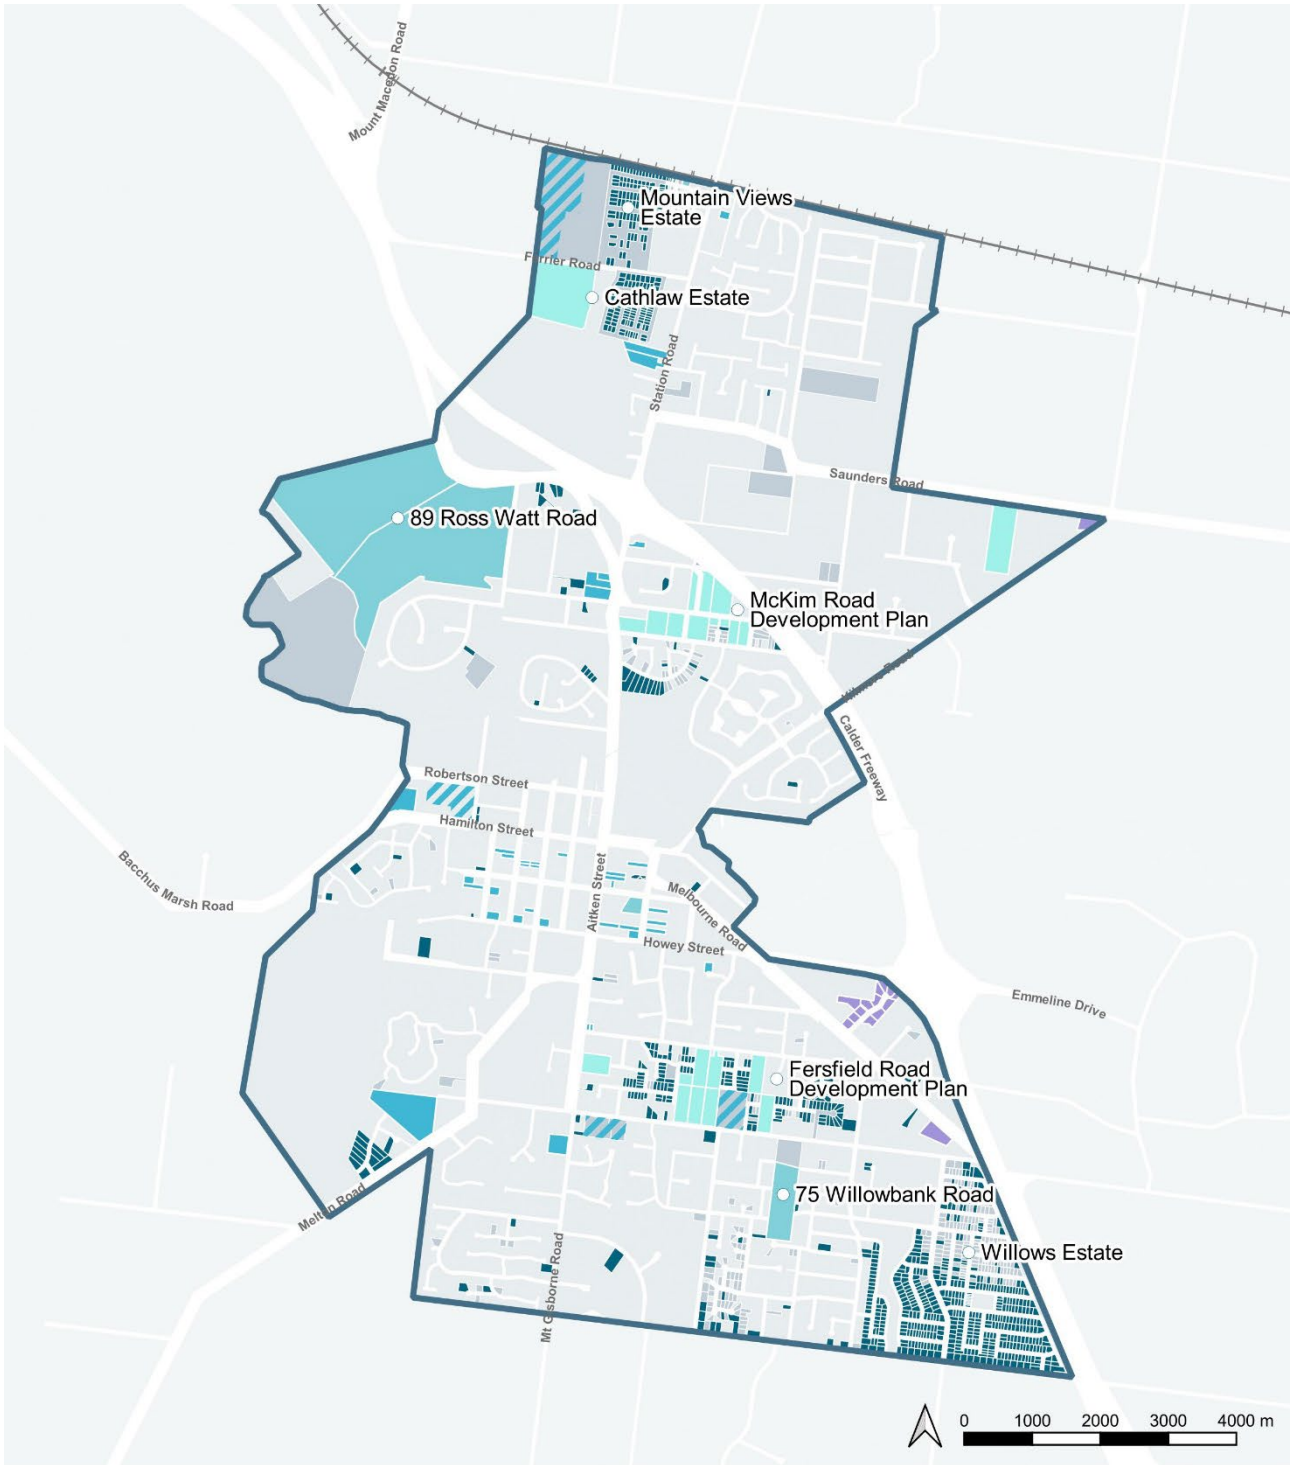 Mount Macedon Road
Mountain Views
Estate
Ferrier Road
Cathlaw Estate
Station Road
Saunders Road
89 Ross Watt Road
McKim Road
Development Plan
Kilmore Road
Calder Freeway
Robertson Street
Hamilton Street
Bacchus Marsh Road
Aitken Street
Melbourne Road
Howey Street
Emmeline Drive
Fersfield Road
Development Plan
75 Willowbank Road
Melton Road
Willows Estate
Mt Gisborne Road
0 1000 2000 3000 4000 m